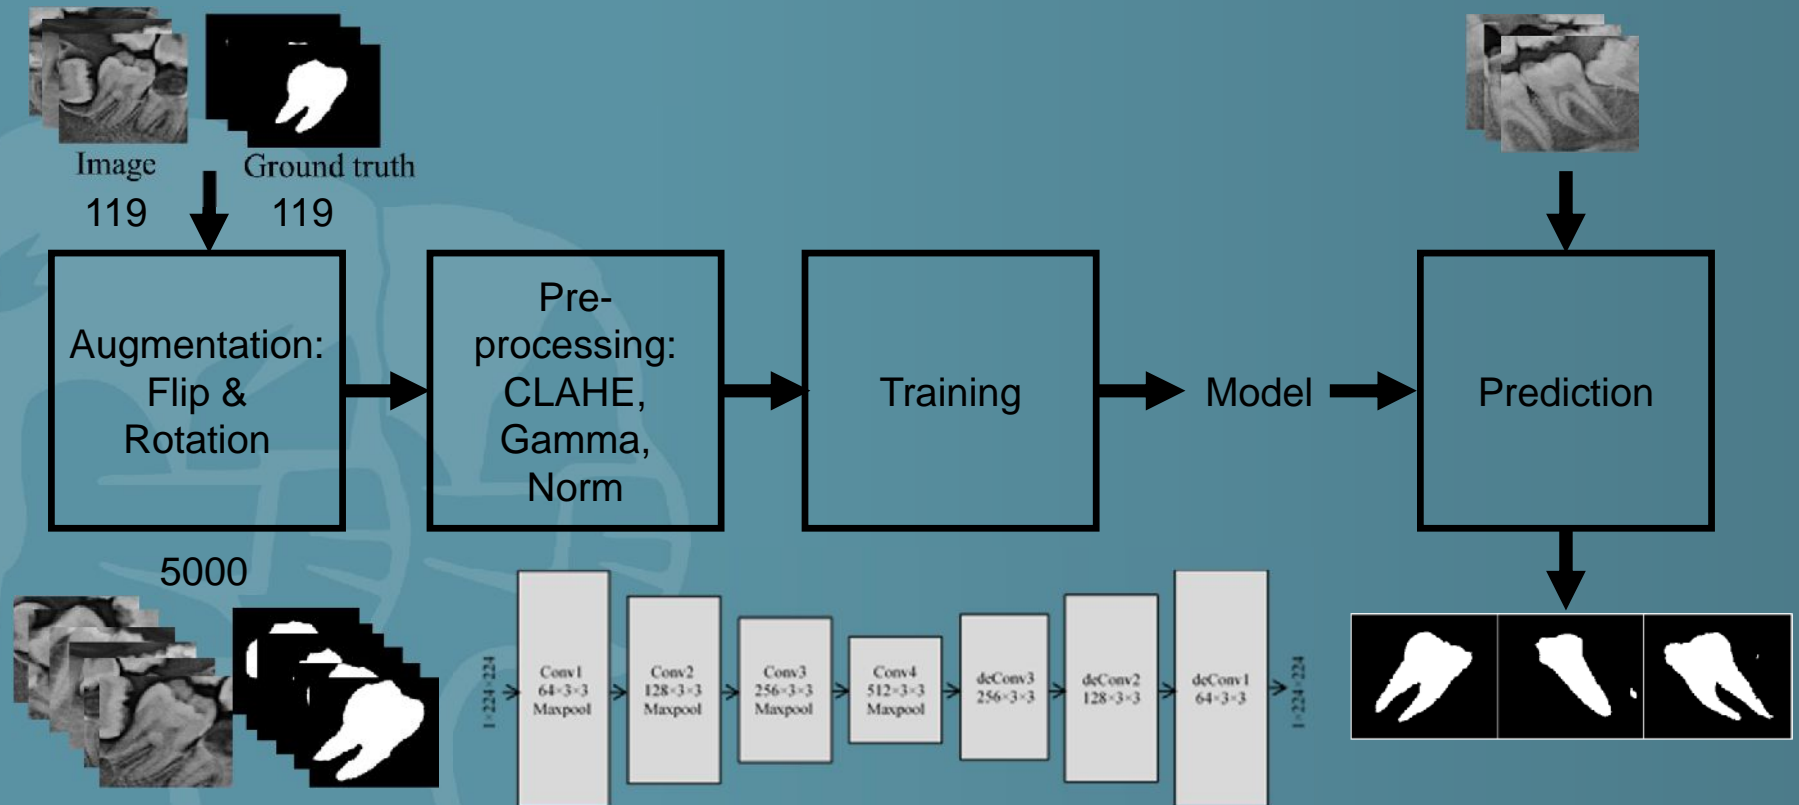 Image
Ground truth
119
119
Augmentation:
Flip &
Rotation
Pre-
processing:
CLAHE,
Gamma,
Norm
Training
Model
Prediction
5000
1×224×224
Conv1
64×3×3
Maxpool
Conv2
128×3×3
Maxpool
Conv3
256×3×3
Maxpool
Conv4
512×3×3
Maxpool
deConv3
256×3×3
deConv2
128×3×3
deConv1
64×3×3
1×224×224